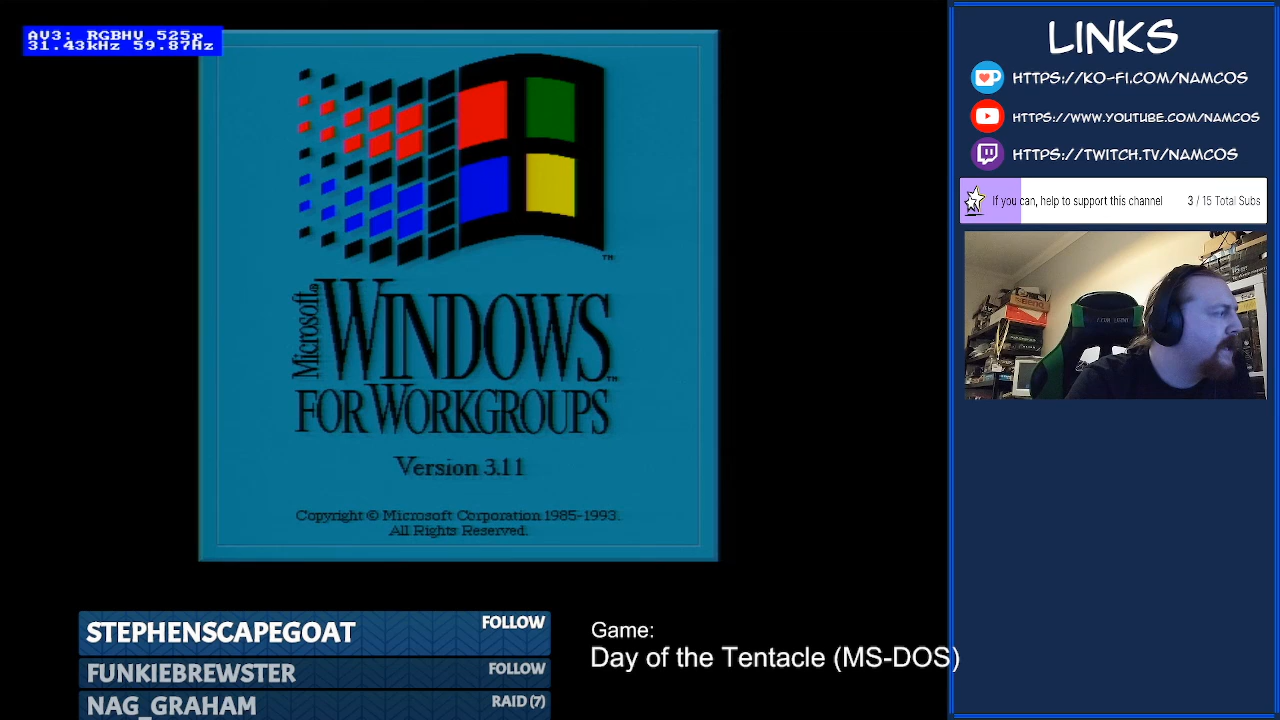 AV3: RGBHV 525p
31.43kHz 59.87Hz
Microsoft®
WINDOWS™
FOR WORKGROUPS
Version 3.11
Copyright © Microsoft Corporation 1985-1993.
All Rights Reserved.
LINKS
HTTPS://KO-FI.COM/NAMCOS
HTTPS://WWW.YOUTUBE.COM/NAMCOS
HTTPS://TWITCH.TV/NAMCOS
If you can, help to support this channel 3 / 15 Total Subs
STEPHENSCAPEGOAT FOLLOW
FUNKIEBREWSTER FOLLOW
NAG_GRAHAM RAID (7)
Game:
Day of the Tentacle (MS-DOS)